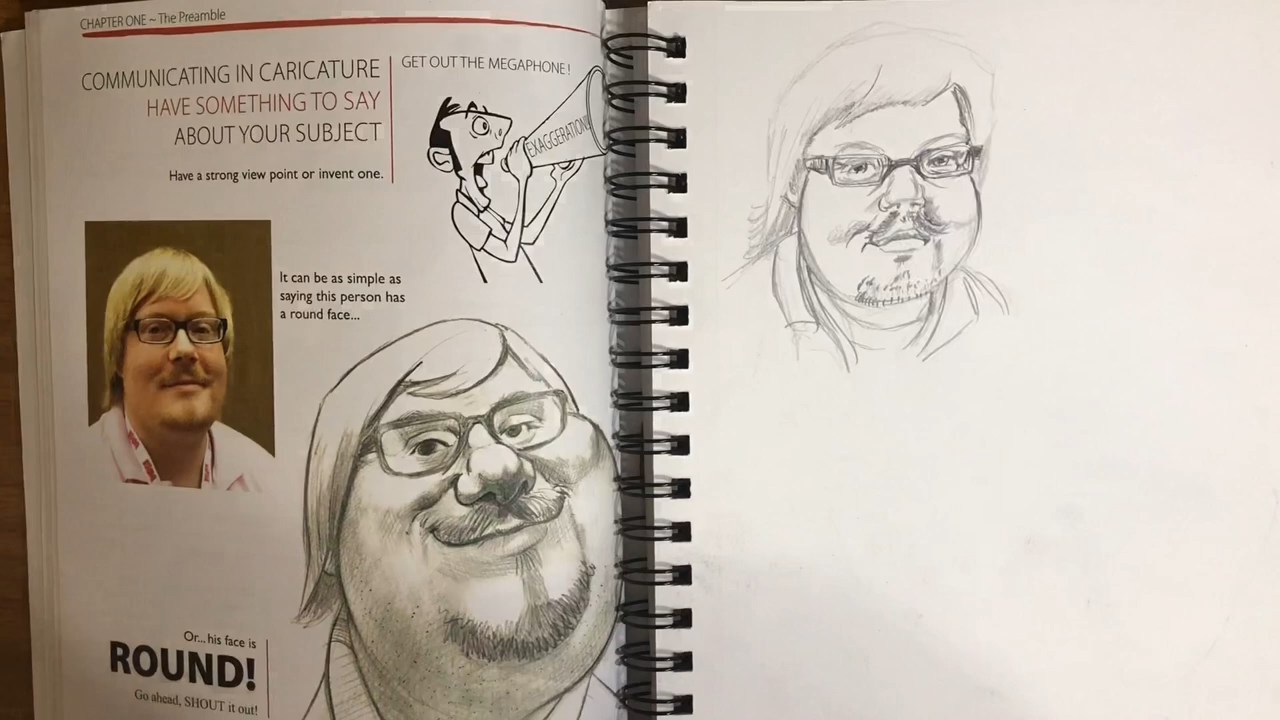 CHAPTER ONE ~ The Preamble
COMMUNICATING IN CARICATURE
HAVE SOMETHING TO SAY
ABOUT YOUR SUBJECT
Have a strong view point or invent one.
GET OUT THE MEGAPHONE!
EXAGGERATION!
It can be as simple as
saying this person has
a round face...
Or... his face is
ROUND!
Go ahead, SHOUT it out!